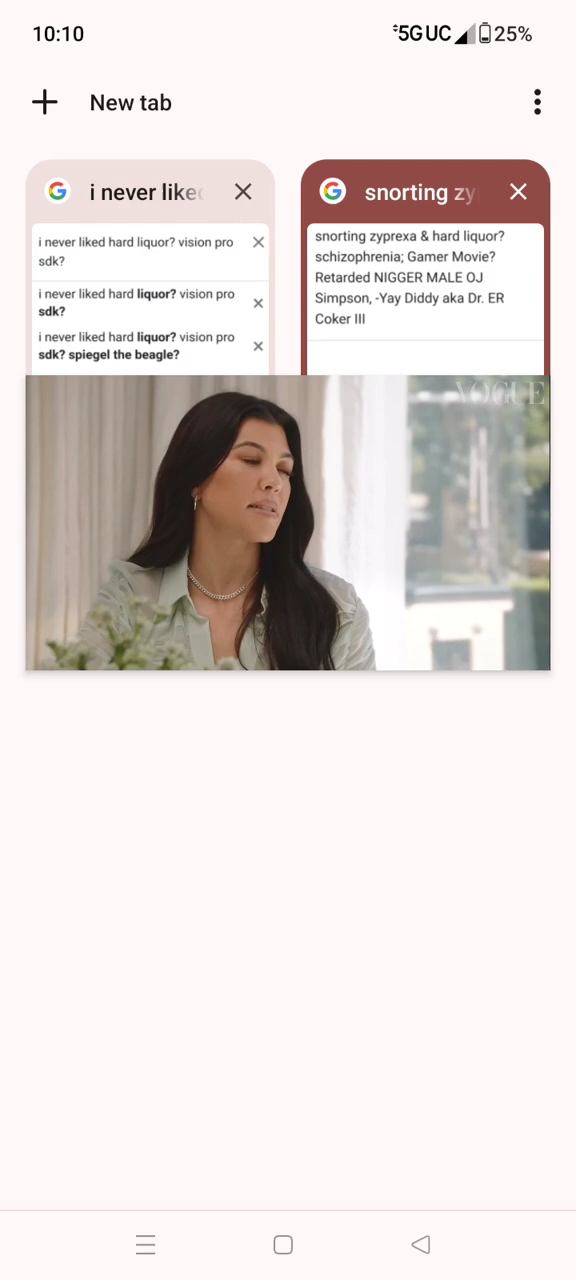 10:10
5G UC 25%
New tab
i never like
snorting zy
i never liked hard liquor? vision pro
sdk?
i never liked hard liquor? vision pro
sdk?
i never liked hard liquor? vision pro
sdk? spiegel the beagle?
snorting zyprexa & hard liquor?
schizophrenia; Gamer Movie?
Retarded NIGGER MALE OJ
Simpson, -Yay Diddy aka Dr. ER
Coker III
VOGUE